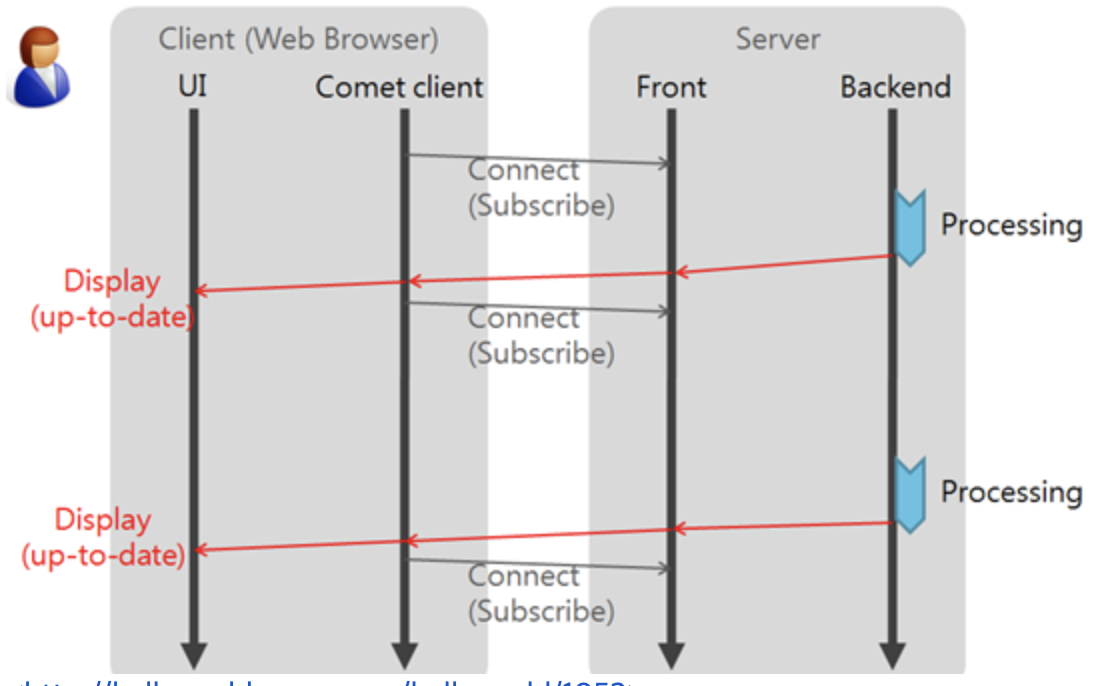 Client (Web Browser)
Server
UI
Comet client
Front
Backend
Connect
(Subscribe)
Processing
Display
(up-to-date)
Connect
(Subscribe)
Processing
Display
(up-to-date)
Connect
(Subscribe)